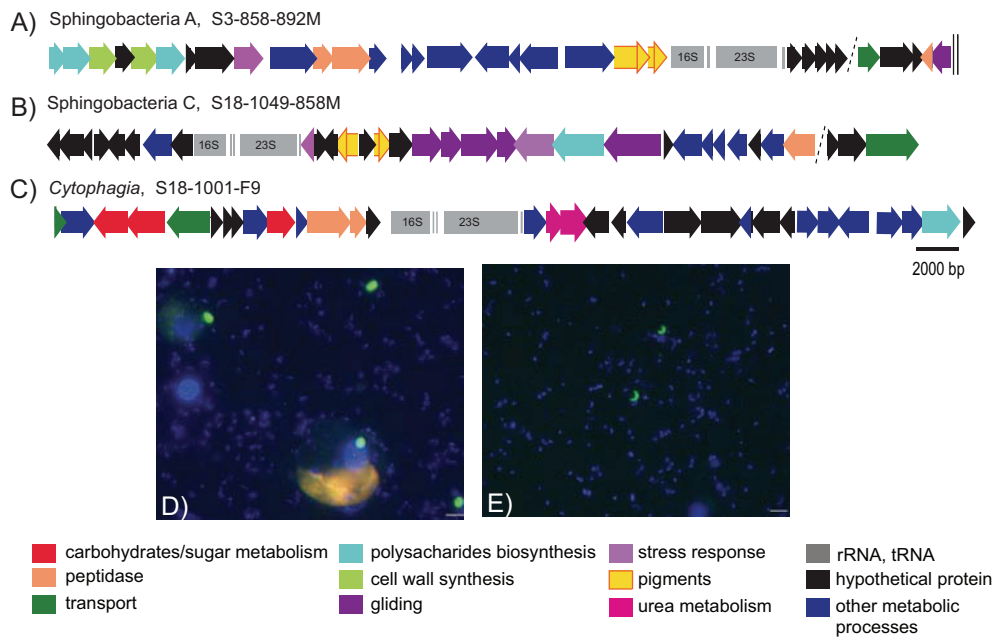 A) Sphingobacteria A, S3-858-892M
16S 23S
B) Sphingobacteria C, S18-1049-858M
16S 23S
C) Cytophagia, S18-1001-F9
16S 23S
2000 bp
D) E)
carbohydrates/sugar metabolism polysacharides biosynthesis stress response rRNA, tRNA
peptidase cell wall synthesis pigments hypothetical protein
transport gliding urea metabolism other metabolic
processes